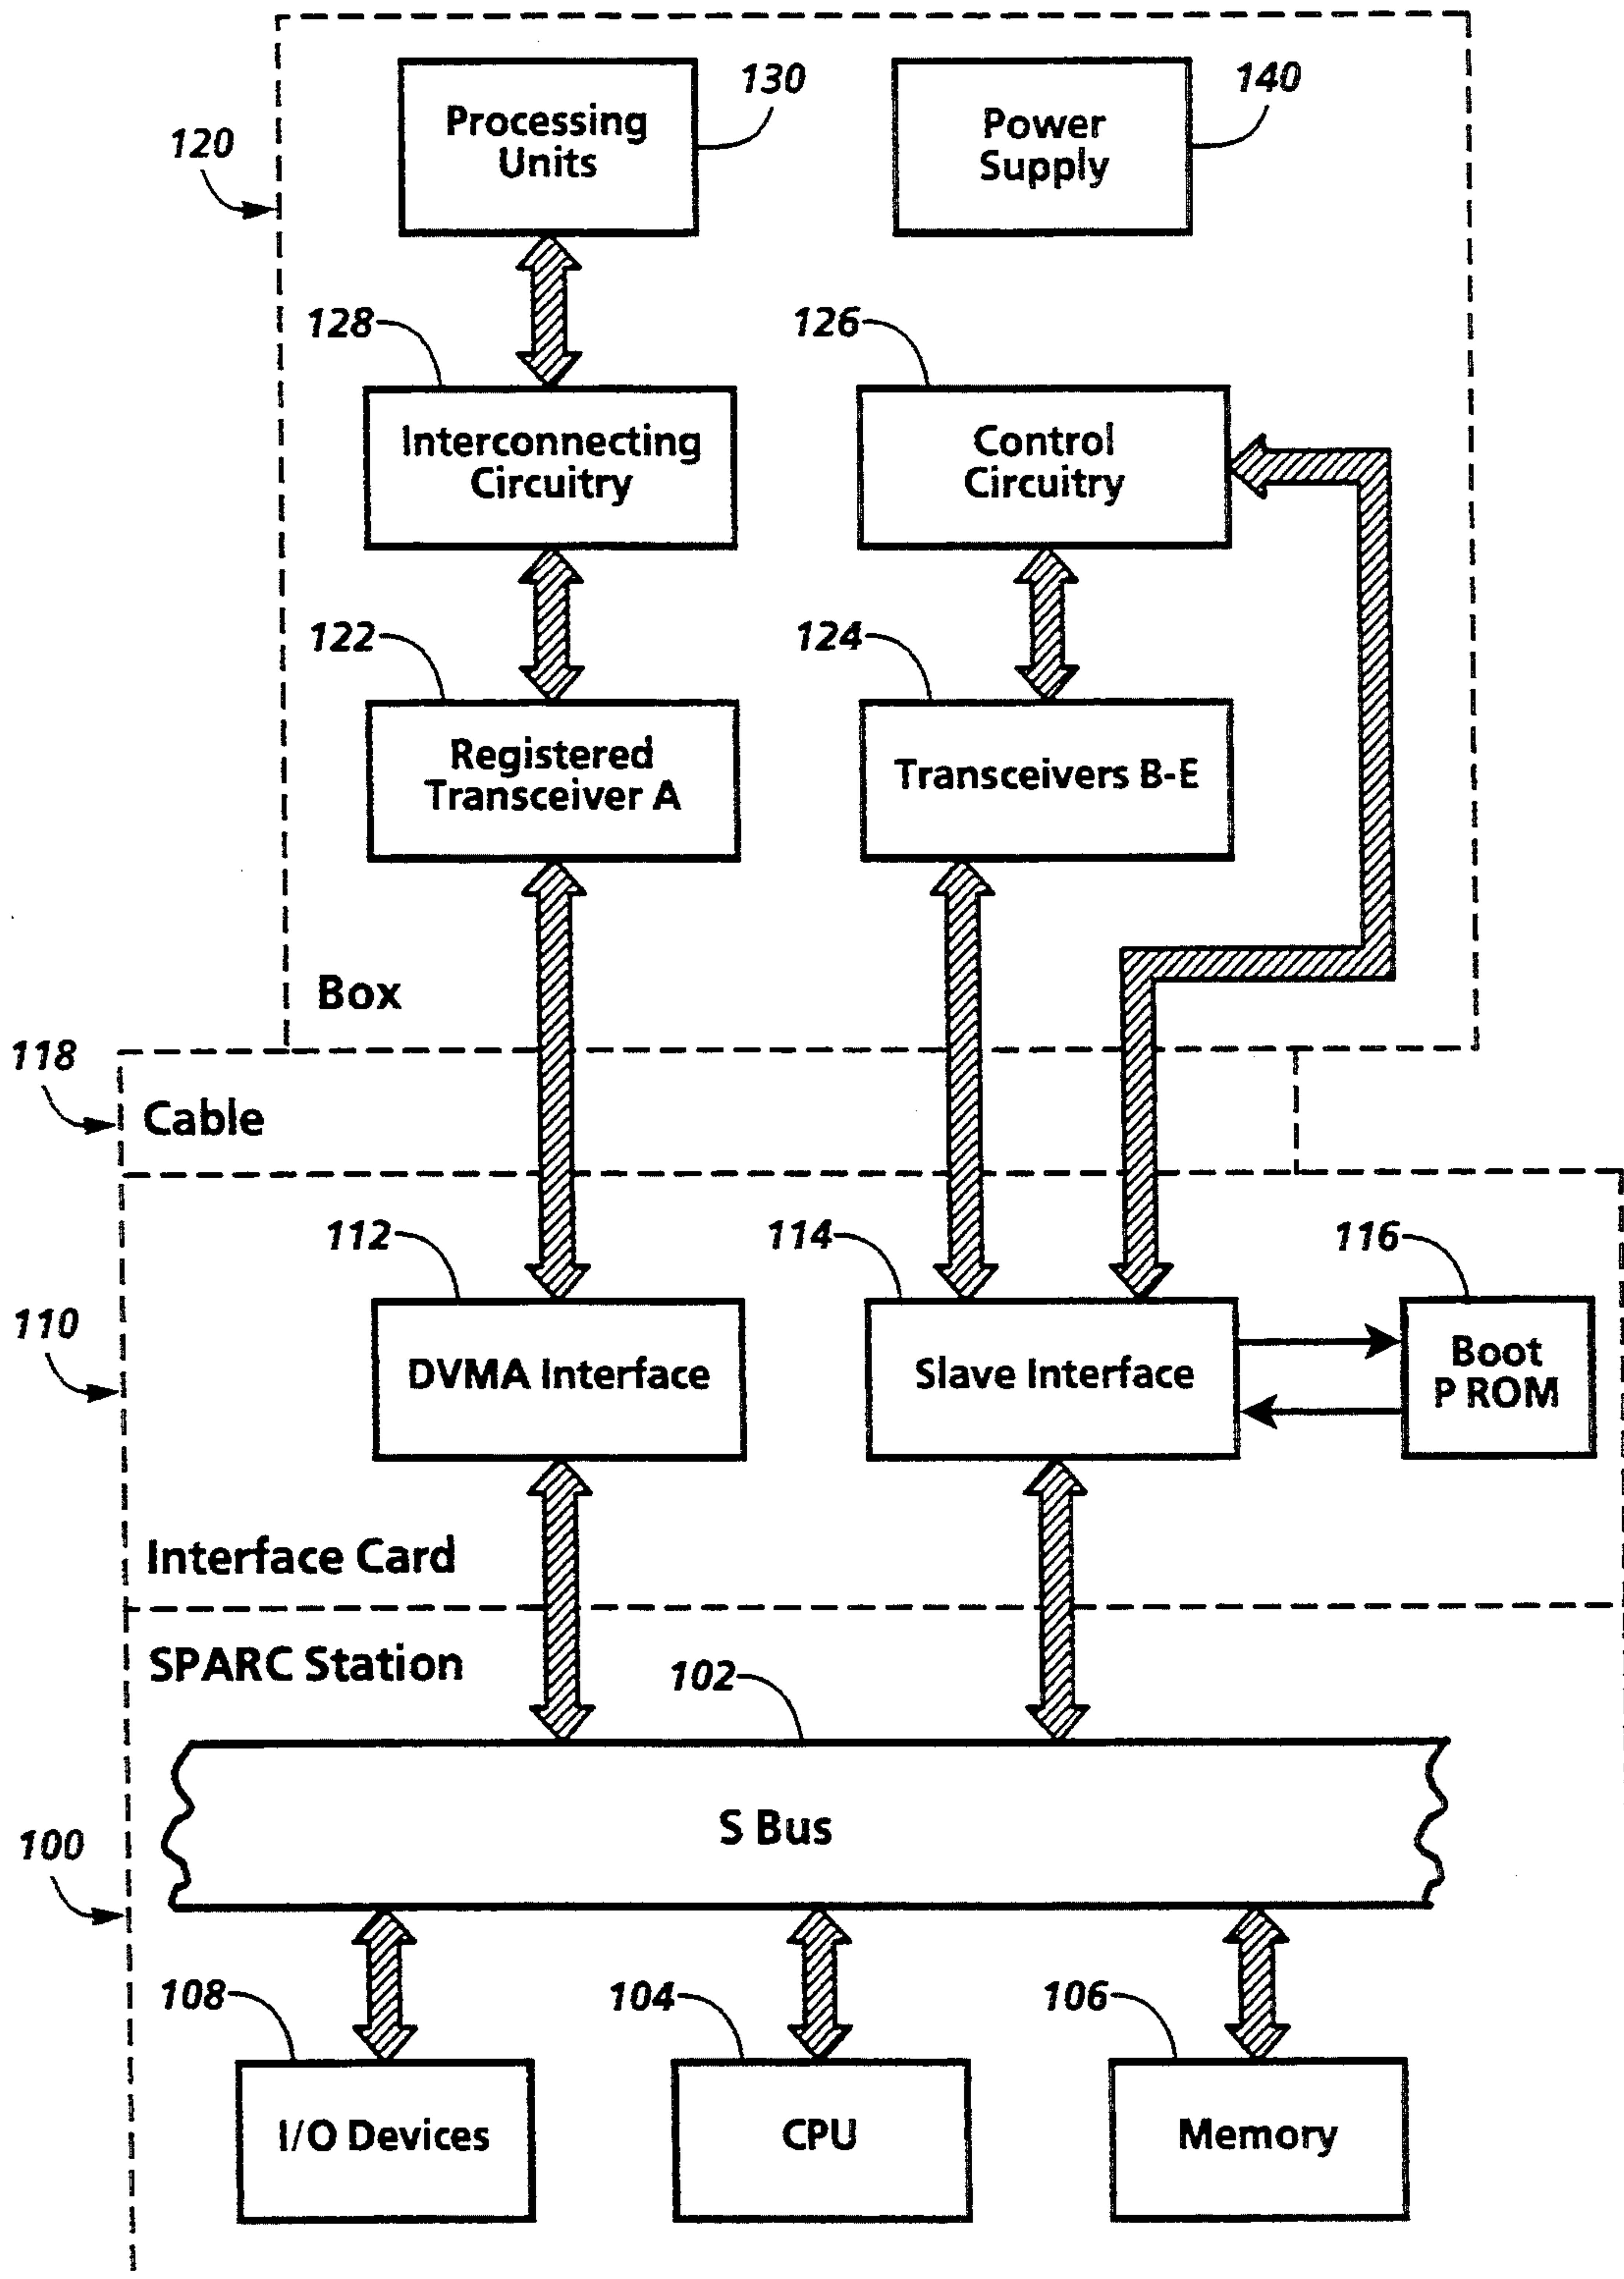 130
140
120
Processing
Units
Power
Supply
128
126
Interconnecting
Circuitry
Control
Circuitry
122
124
Registered
Transceiver A
Transceivers B-E
Box
118
Cable
112
114
116
110
DVMA Interface
Slave Interface
Boot
P ROM
Interface Card
SPARC Station
102
S Bus
100
108
104
106
I/O Devices
CPU
Memory